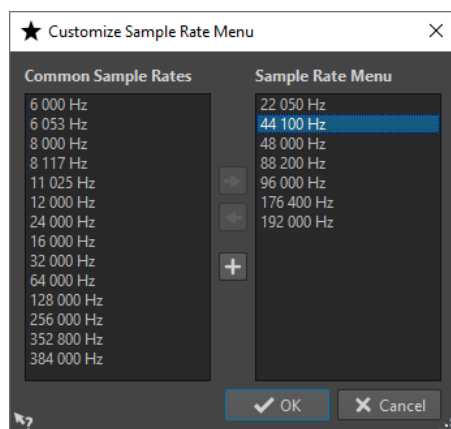 Customize Sample Rate Menu
Common Sample Rates
6 000 Hz
6 053 Hz
8 000 Hz
8 117 Hz
11 025 Hz
12 000 Hz
24 000 Hz
16 000 Hz
32 000 Hz
64 000 Hz
128 000 Hz
256 000 Hz
352 800 Hz
384 000 Hz
Sample Rate Menu
22 050 Hz
44 100 Hz
48 000 Hz
88 200 Hz
96 000 Hz
176 400 Hz
192 000 Hz
OK
Cancel
?